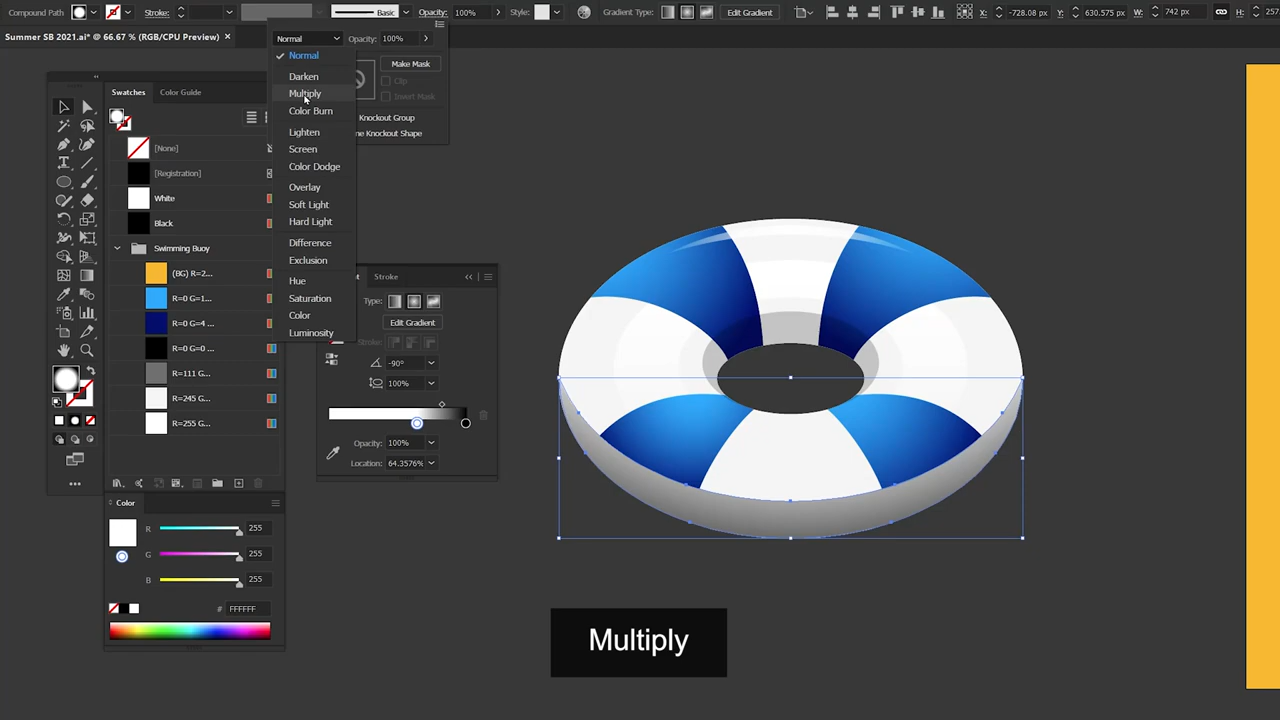 Compound Path
Stroke:
Basic
Opacity: 100%
Style:
Gradient Type:
Edit Gradient
X: -728.08 px
Y: 630.575 px
W: 742 px
Summer SB 2021.ai* @ 66.67 % (RGB/CPU Preview) ×
Normal
Opacity: 100%
Normal
Darken
Multiply
Color Burn
Lighten
Screen
Color Dodge
Overlay
Soft Light
Hard Light
Difference
Exclusion
Hue
Saturation
Color
Luminosity
Make Mask
Clip
Invert Mask
Knockout Group
ne Knockout Shape
Swatches
Color Guide
[None]
[Registration]
White
Black
Swimming Buoy
(BG) R=2...
R=0 G=1...
R=0 G=4 ...
R=0 G=0 ...
R=111 G...
R=245 G...
R=255 G...
Stroke
Type:
Edit Gradient
Stroke:
-90°
100%
Opacity: 100%
Location: 64.3576%
Color
R 255
G 255
B 255
# FFFFFF
Multiply